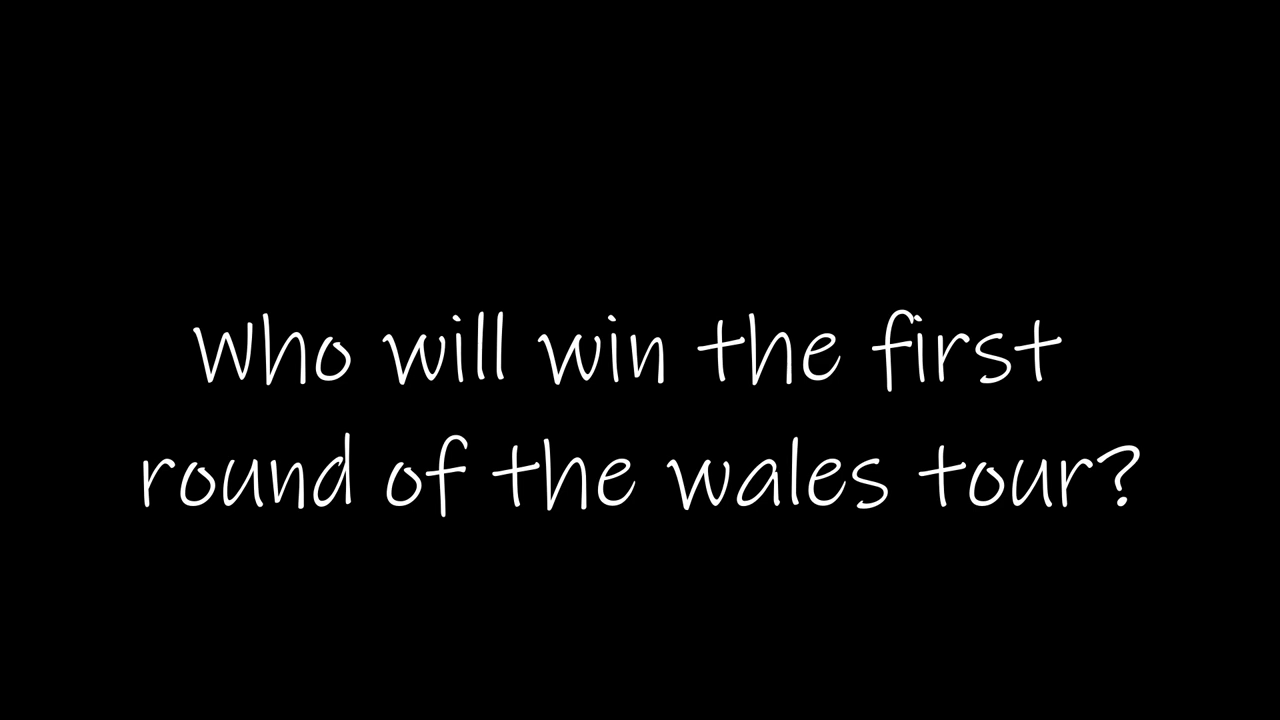 Who will win the first
round of the wales tour?